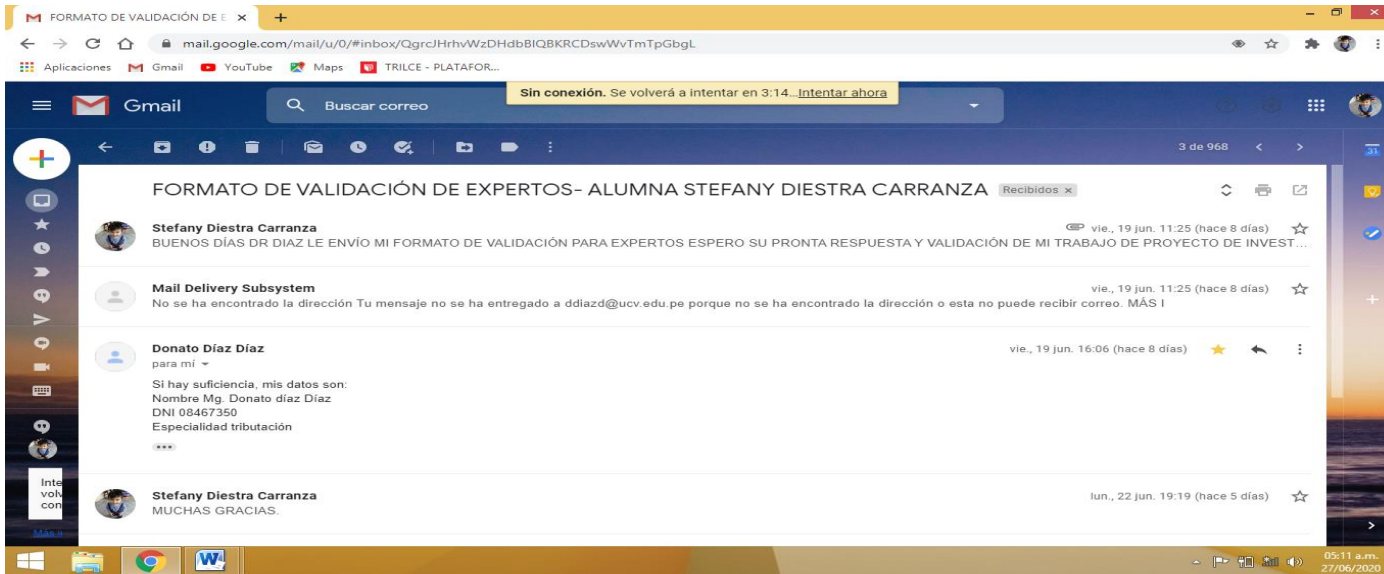 FORMATO DE VALIDACIÓN DE E
mail.google.com/mail/u/0/#inbox/QgrcJHrhvWzDHdbBIQBKRCDswWvTmTpGbgL
Aplicaciones Gmail YouTube Maps TRILCE - PLATAFOR...
Sin conexión. Se volverá a intentar en 3:14...Intentar ahora
Gmail
Buscar correo
3 de 968
31
FORMATO DE VALIDACIÓN DE EXPERTOS- ALUMNA STEFANY DIESTRA CARRANZA Recibidos x
Stefany Diestra Carranza vie., 19 jun. 11:25 (hace 8 días)
BUENOS DÍAS DR DIAZ LE ENVÍO MI FORMATO DE VALIDACIÓN PARA EXPERTOS ESPERO SU PRONTA RESPUESTA Y VALIDACIÓN DE MI TRABAJO DE PROYECTO DE INVEST...
Mail Delivery Subsystem vie., 19 jun. 11:25 (hace 8 días)
No se ha encontrado la dirección Tu mensaje no se ha entregado a ddiazd@ucv.edu.pe porque no se ha encontrado la dirección o esta no puede recibir correo. MÁS I
Donato Díaz Díaz vie., 19 jun. 16:06 (hace 8 días)
para mí
Si hay suficiencia, mis datos son:
Nombre Mg. Donato díaz Díaz
DNI 08467350
Especialidad tributación
...
Inte
volv
con
Más
Stefany Diestra Carranza lun., 22 jun. 19:19 (hace 5 días)
MUCHAS GRACIAS.
05:11 a.m.
27/06/2020